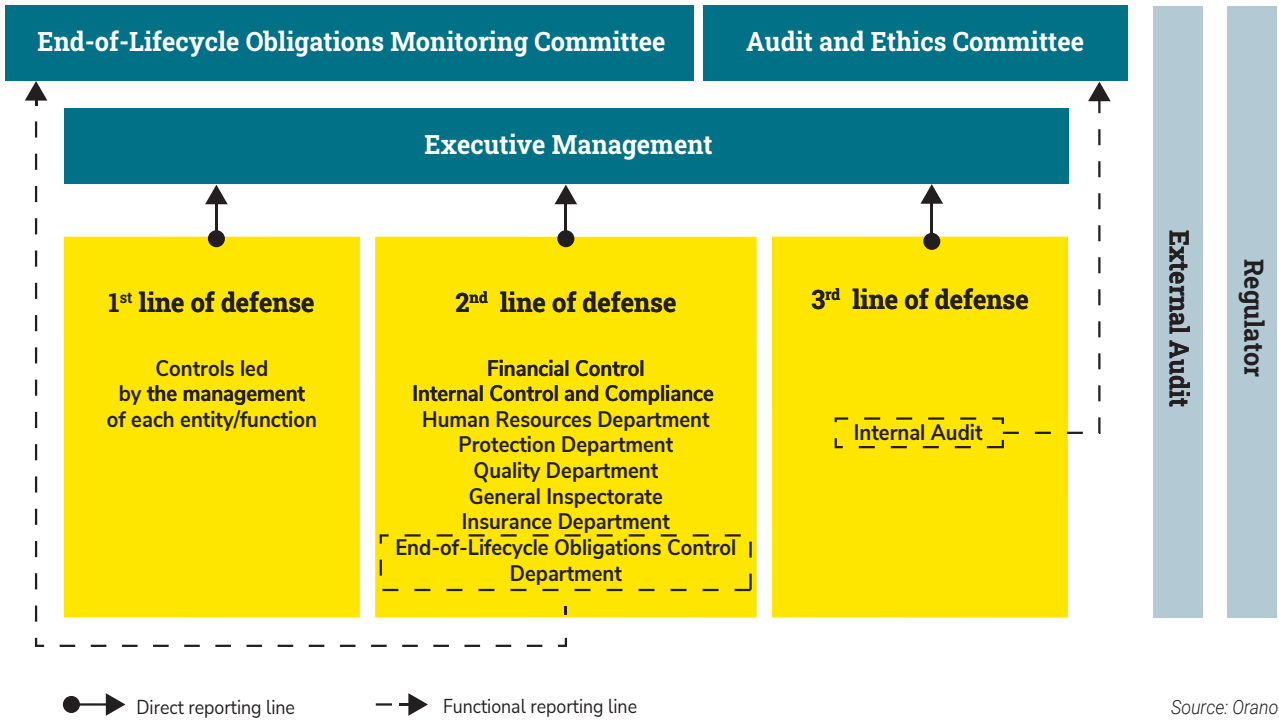 End-of-Lifecycle Obligations Monitoring Committee
Audit and Ethics Committee
Executive Management
1st line of defense
Controls led
by the management
of each entity/function
2nd line of defense
Financial Control
Internal Control and Compliance
Human Resources Department
Protection Department
Quality Department
General Inspectorate
Insurance Department
End-of-Lifecycle Obligations Control
Department
3rd line of defense
Internal Audit
External Audit
Regulator
Direct reporting line
Functional reporting line
Source: Orano